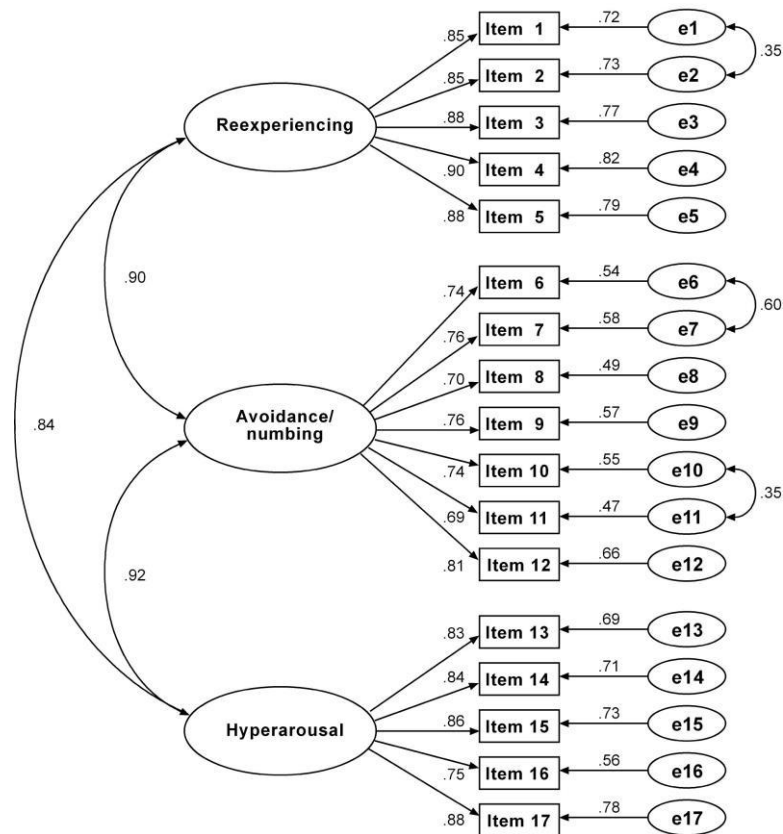 .85 Item 1 .72 e1
.35
.85 Item 2 .73 e2
Reexperiencing .88 Item 3 .77 e3
.90 Item 4 .82 e4
.88 Item 5 .79 e5
.90
.74 Item 6 .54 e6
.60
.76 Item 7 .58 e7
.70 Item 8 .49 e8
.84
Avoidance/
numbing
.76 Item 9 .57 e9
.74 Item 10 .55 e10
.35
.69 Item 11 .47 e11
.81 Item 12 .66 e12
.92
.83 Item 13 .69 e13
.84 Item 14 .71 e14
Hyperarousal .86 Item 15 .73 e15
.75 Item 16 .56 e16
.88 Item 17 .78 e17